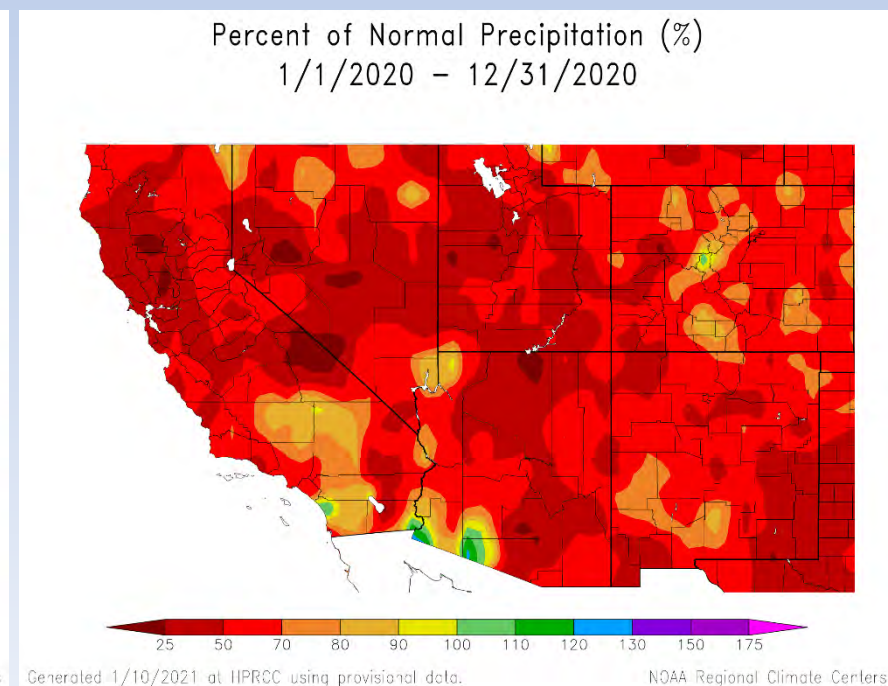 Percent of Normal Precipitation (%)
1/1/2020 – 12/31/2020
25 50 70 80 90 100 110 120 130 150 175
s Generated 1/10/2021 at HPRCC using provisional data. NOAA Regional Climate Centers